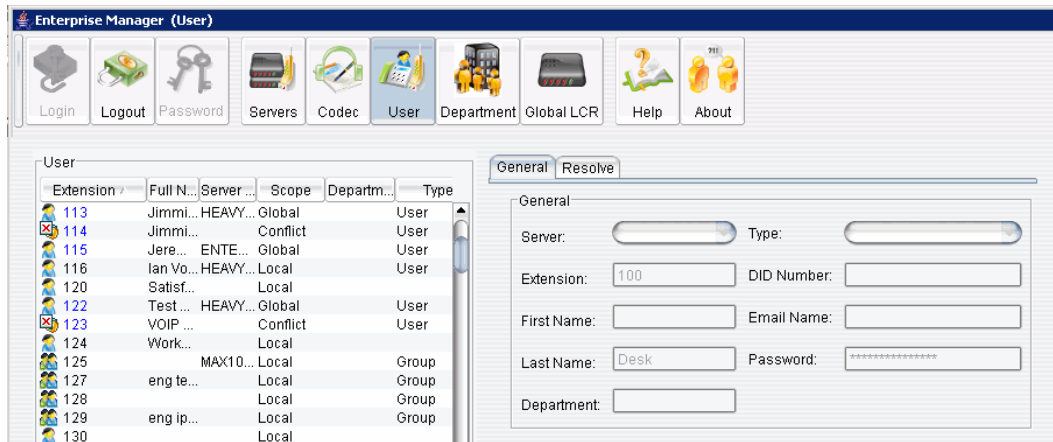 Enterprise Manager (User)
Login Logout Password Servers Codec User Department Global LCR Help About
?!!
User
Extension Full N... Server ... Scope Departm... Type
113 Jimmi... HEAVY... Global User
114 Jimmi... Conflict User
115 Jere... ENTE... Global User
116 Ian Vo... HEAVY... Local User
120 Satisf... Local
122 Test ... HEAVY... Global User
123 VOIP ... Conflict User
124 Work... Local
125 MAX10... Local Group
127 eng te... Local Group
128 Local Group
129 eng ip... Local Group
130 Local
General Resolve
General
Server: Type:
Extension: 100 DID Number:
First Name: Email Name:
Last Name: Desk Password: ***************
Department: